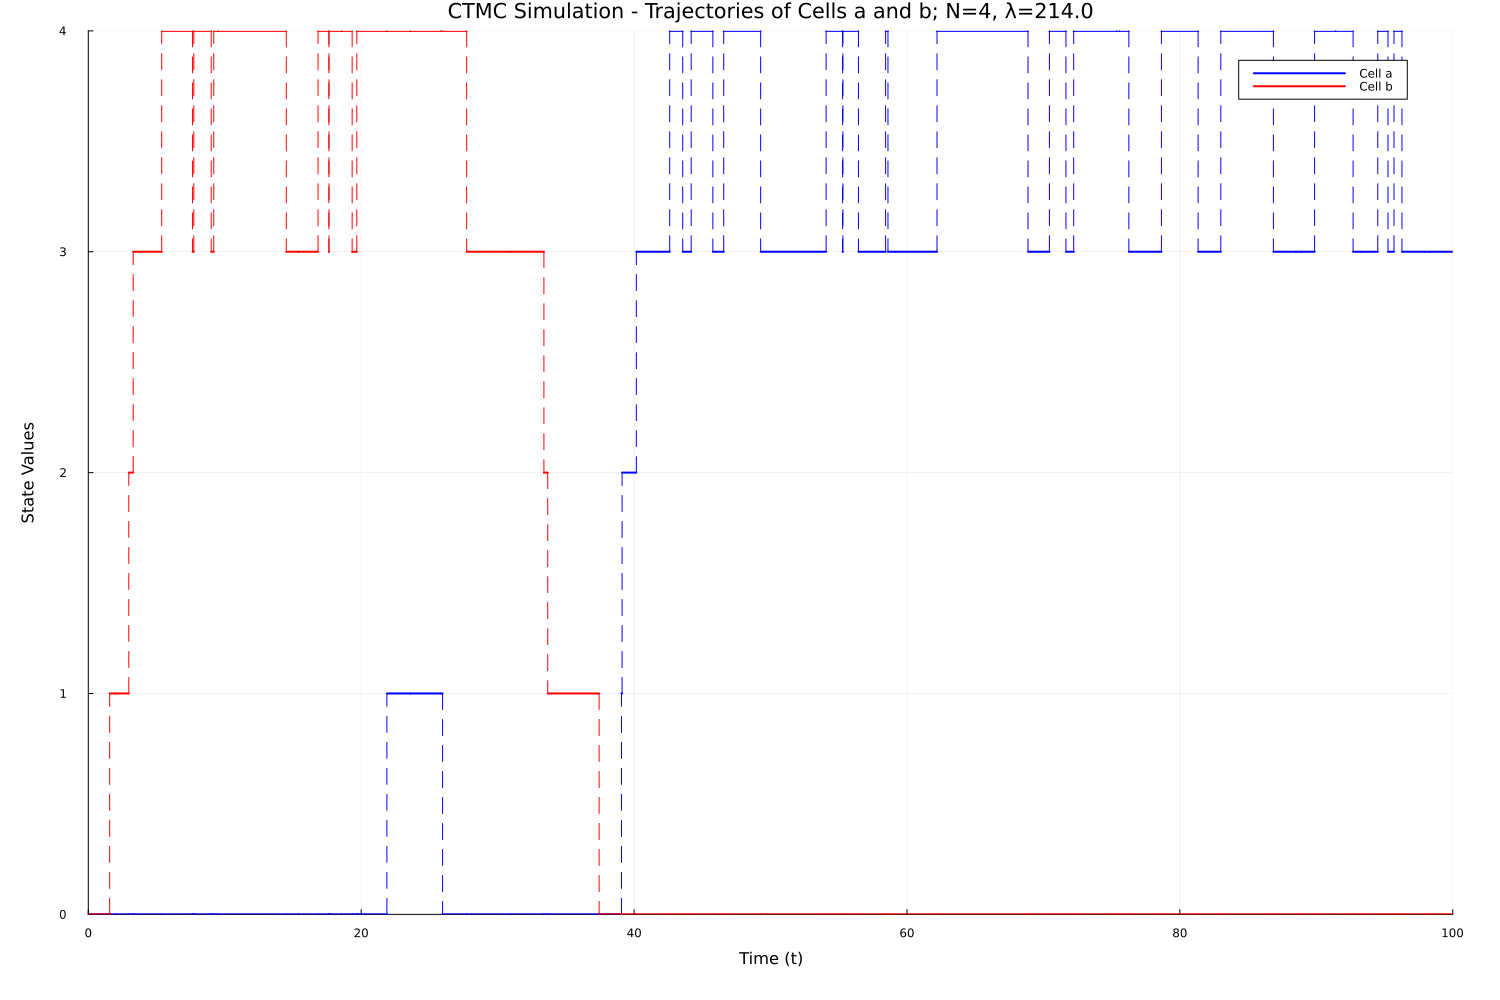 CTMC Simulation - Trajectories of Cells a and b; N=4, λ=214.0
4
Cell a
Cell b
3
State Values
2
1
0
0 20 40 60 80 100
Time (t)